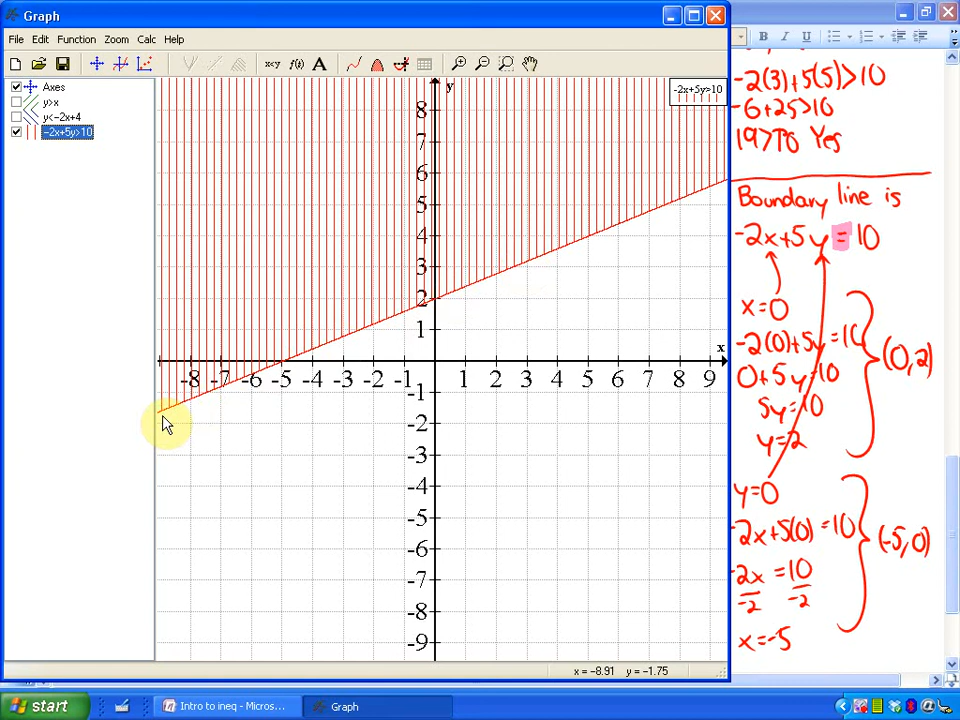 Graph
File Edit Function Zoom Calc Help
Axes
y>x
y<-2x+4
-2x+5y>10
-2x+5y>10
y
8
7
6
5
4
3
2
1
x
-8 -7 -6 -5 -4 -3 -2 -1 1 2 3 4 5 6 7 8 9
-1
-2
-3
-4
-5
-6
-7
-8
-9
x = -8.91 y = -1.75
B I U
-2(3)+5(5)>10
-6+25>10
19>10 Yes
Boundary line is
-2x+5y=10
x=0
-2(0)+5y=10
(0,2)
0+5y=10
5y=10
y=2
y=0
-2x+5(0)=10
(-5,0)
-2x=10
-2 -2
x=-5
start
Intro to ineq - Micros...
Graph